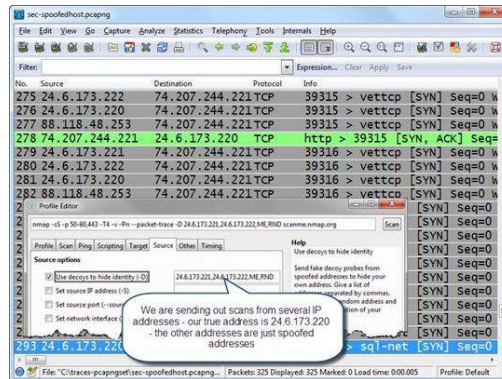 sec-spoofedhost.pcapng
File Edit View Go Capture Analyze Statistics Telephony Tools Internals Help
Filter: Expression... Clear Apply Save
No. Source Destination Protocol Info
275 24.6.173.222 74.207.244.221 TCP 39315 > vettcp [SYN] Seq=0 W
276 24.6.173.220 74.207.244.221 TCP 39315 > vettcp [SYN] Seq=0 W
277 88.118.48.253 74.207.244.221 TCP 39315 > vettcp [SYN] Seq=0 W
278 74.207.244.221 24.6.173.220 TCP http > 39315 [SYN, ACK] Seq=
279 24.6.173.221 74.207.244.221 TCP 39316 > vettcp [SYN] Seq=0 W
280 24.6.173.222 74.207.244.221 TCP 39316 > vettcp [SYN] Seq=0 W
281 24.6.173.220 74.207.244.221 TCP 39316 > vettcp [SYN] Seq=0 W
282 88.118.48.253 74.207.244.221 TCP 39316 > vettcp [SYN] Seq=0 W
Profile Editor
nmap -sS -p 50-80,443 -T4 -v -Pn --packet-trace -D 24.6.173.221,24.6.173.222,ME,RND scanme.nmap.org Scan
Profile Scan Ping Scripting Target Source Other Timing
Source options
Use decoys to hide identity (-D) 24.6.173.221,24.6.173.222,ME,RND
Set source IP address (-S)
Set source port (--sour
Set network interface (
Help
Use decoys to hide identity
Send fake decoy probes from
spoofed addresses to hide your
own address. Give a list of
addresses separated by commas.
[SYN] Seq=0
[SYN] Seq=0
[SYN] Seq=0
[SYN] Seq=0
[SYN] Seq=0
[SYN] Seq=0
We are sending out scans from several IP
addresses - our true address is 24.6.173.220
- the other addresses are just spoofed
addresses
293 24.6.17 > sql-net [SYN] Seq=0
File: "C:\traces-pcapngset\sec-spoofedhost.pcapng... Packets: 325 Displayed: 325 Marked: 0 Load time: 0:00.005 Profile: Default